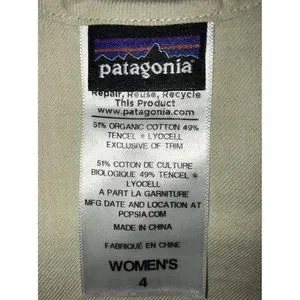 patagonia
Repair, Reuse, Recycle
This Product
www.patagonia.com
51% ORGANIC COTTON 49%
TENCEL ® LYOCELL
EXCLUSIVE OF TRIM
51% COTON DE CULTURE
BIOLOGIQUE 49% TENCEL ®
LYOCELL
A PART LA GARNITURE
MFG DATE AND LOCATION AT
PCPSIA.COM
MADE IN CHINA
FABRIQUÉ EN CHINE
WOMEN'S
4